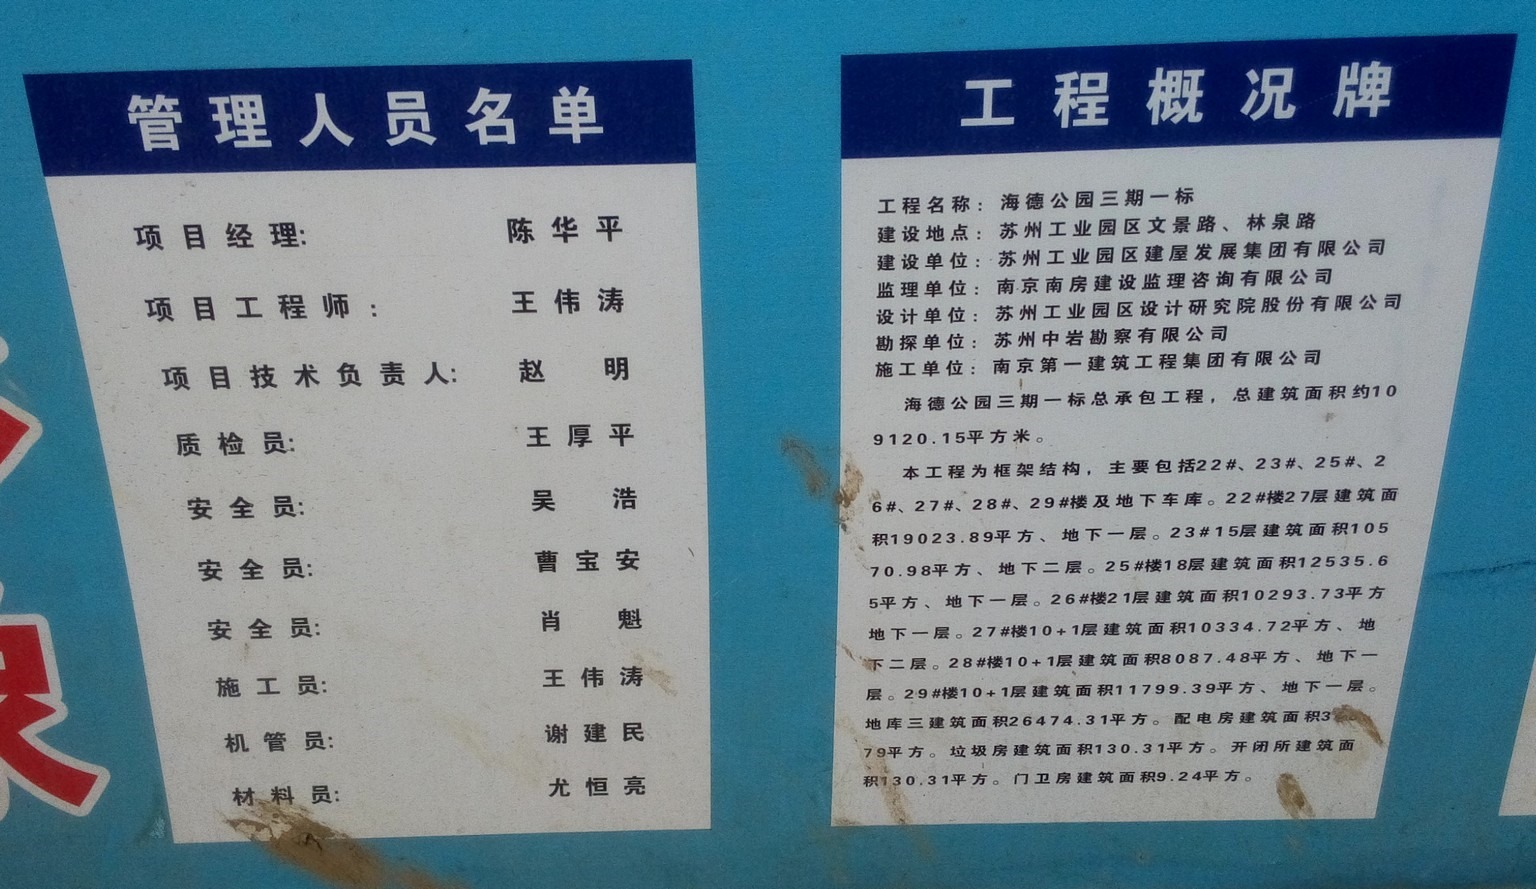 管理人员名单
项目经理: 陈华平
项目工程师: 王伟涛
项目技术负责人: 赵明
质检员: 王厚平
安全员: 吴浩
安全员: 曹宝安
安全员: 肖魁
施工员: 王伟涛
机管员: 谢建民
材料员: 尤恒亮
工程概况牌
工程名称: 海德公园三期一标
建设地点: 苏州工业园区文景路、林泉路
建设单位: 苏州工业园区建屋发展集团有限公司
监理单位: 南京南房建设监理咨询有限公司
设计单位: 苏州工业园区设计研究院股份有限公司
勘探单位: 苏州中岩勘察有限公司
施工单位: 南京第一建筑工程集团有限公司
海德公园三期一标总承包工程，总建筑面积约10
9120.15平方米。
本工程为框架结构，主要包括22#、23#、25#、2
6#、27#、28#、29#楼及地下车库。22#楼27层建筑面
积19023.89平方、地下一层。23#15层建筑面积105
70.98平方、地下二层。25#楼18层建筑面积12535.6
5平方、地下一层。26#楼21层建筑面积10293.73平方
地下一层。27#楼10+1层建筑面积10334.72平方、地
下二层。28#楼10+1层建筑面积8087.48平方、地下一
层。29#楼10+1层建筑面积11799.39平方、地下一层。
地库三建筑面积26474.31平方。配电房建筑面积3
79平方。垃圾房建筑面积130.31平方。开闭所建筑面
积130.31平方。门卫房建筑面积9.24平方。